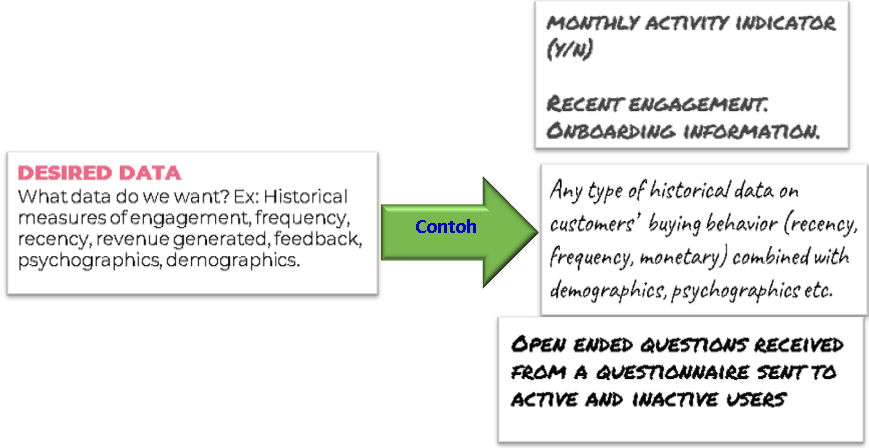 DESIRED DATA
What data do we want? Ex: Historical
measures of engagement, frequency,
recency, revenue generated, feedback,
psychographics, demographics.
Contoh
MONTHLY ACTIVITY INDICATOR
(Y/N)
RECENT ENGAGEMENT.
ONBOARDING INFORMATION.
Any type of historical data on
customers' buying behavior (recency,
frequency, monetary) combined with
demographics, psychographics etc.
OPEN ENDED QUESTIONS RECEIVED
FROM A QUESTIONNAIRE SENT TO
ACTIVE AND INACTIVE USERS